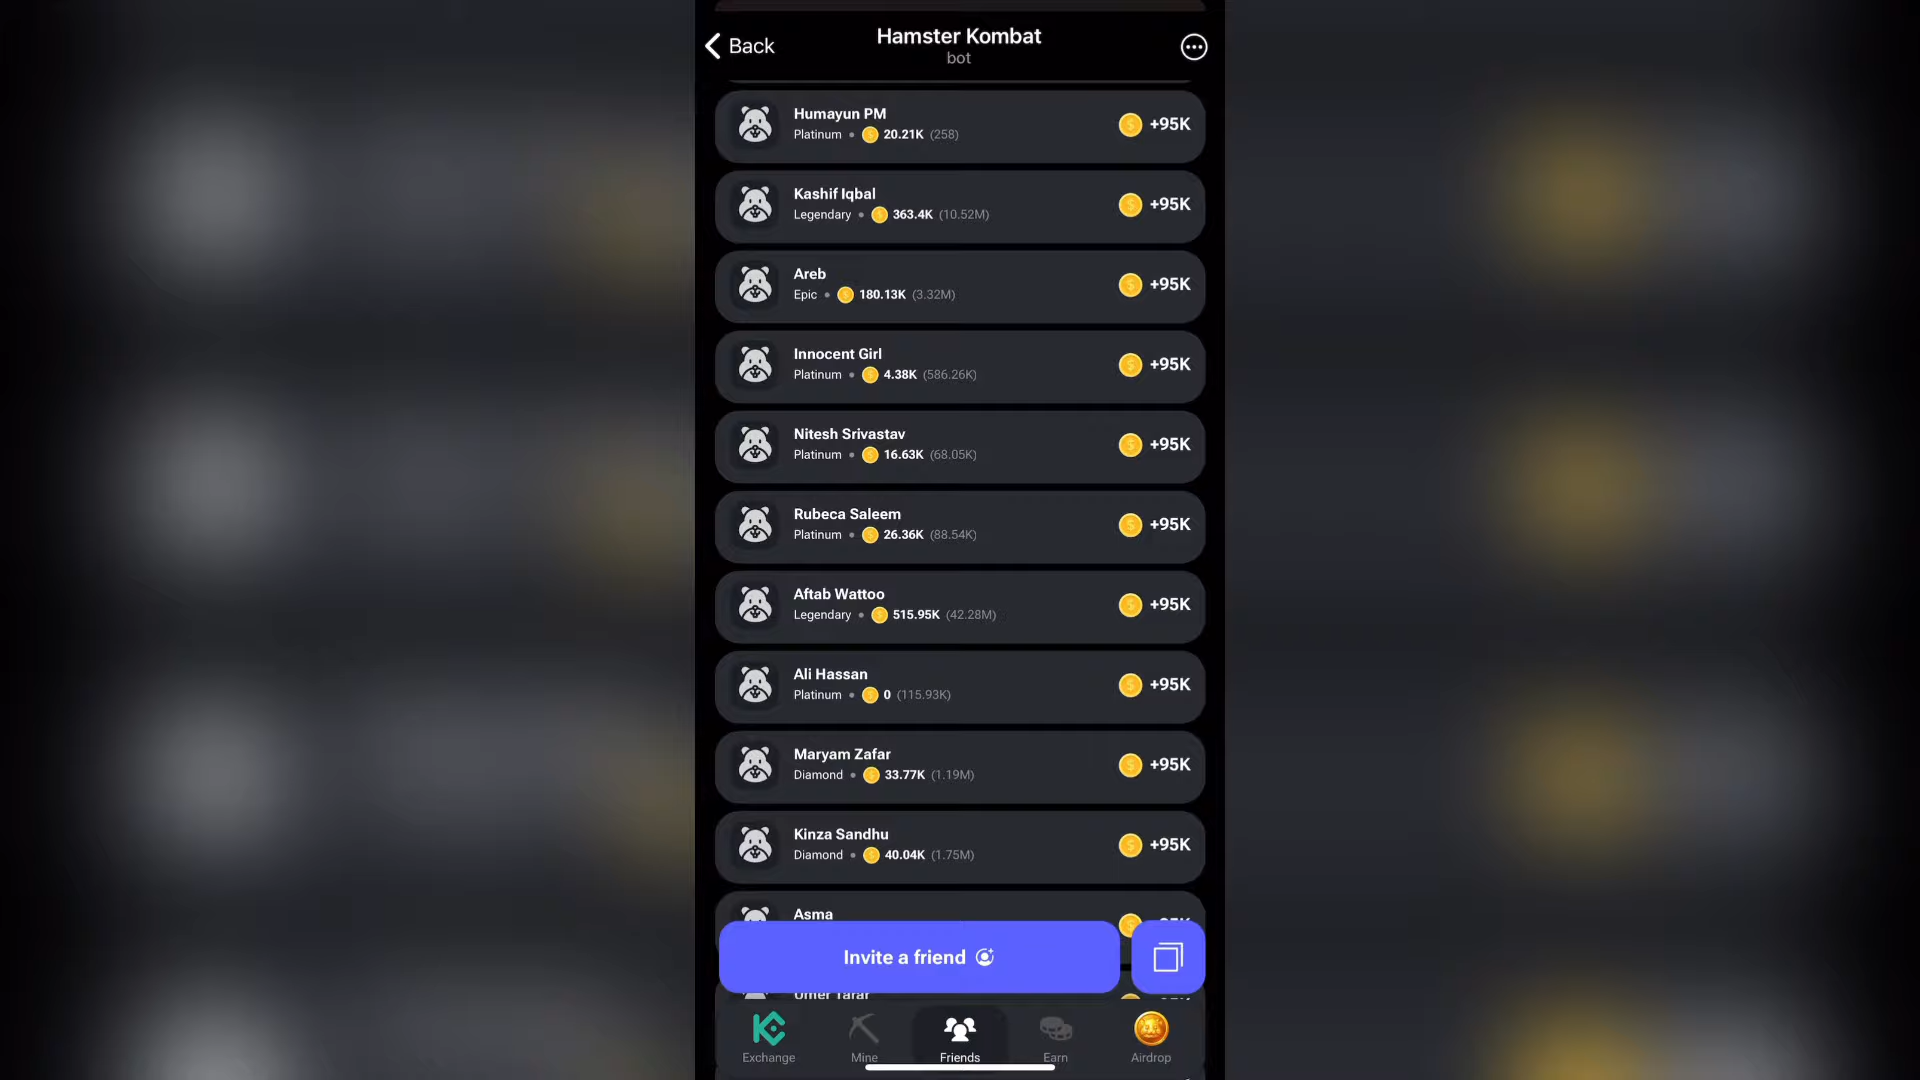 Back
Hamster Kombat
bot
Humayun PM
Platinum • 20.21K (258)
+95K
Kashif Iqbal
Legendary • 363.4K (10.52M)
+95K
Areb
Epic • 180.13K (3.32M)
+95K
Innocent Girl
Platinum • 4.38K (586.26K)
+95K
Nitesh Srivastav
Platinum • 16.63K (68.05K)
+95K
Rubeca Saleem
Platinum • 26.36K (88.54K)
+95K
Aftab Wattoo
Legendary • 515.95K (42.28M)
+95K
Ali Hassan
Platinum • 0 (115.93K)
+95K
Maryam Zafar
Diamond • 33.77K (1.19M)
+95K
Kinza Sandhu
Diamond • 40.04K (1.75M)
+95K
Asma
Invite a friend
Umer Tarar
Exchange
Mine
Friends
Earn
Airdrop